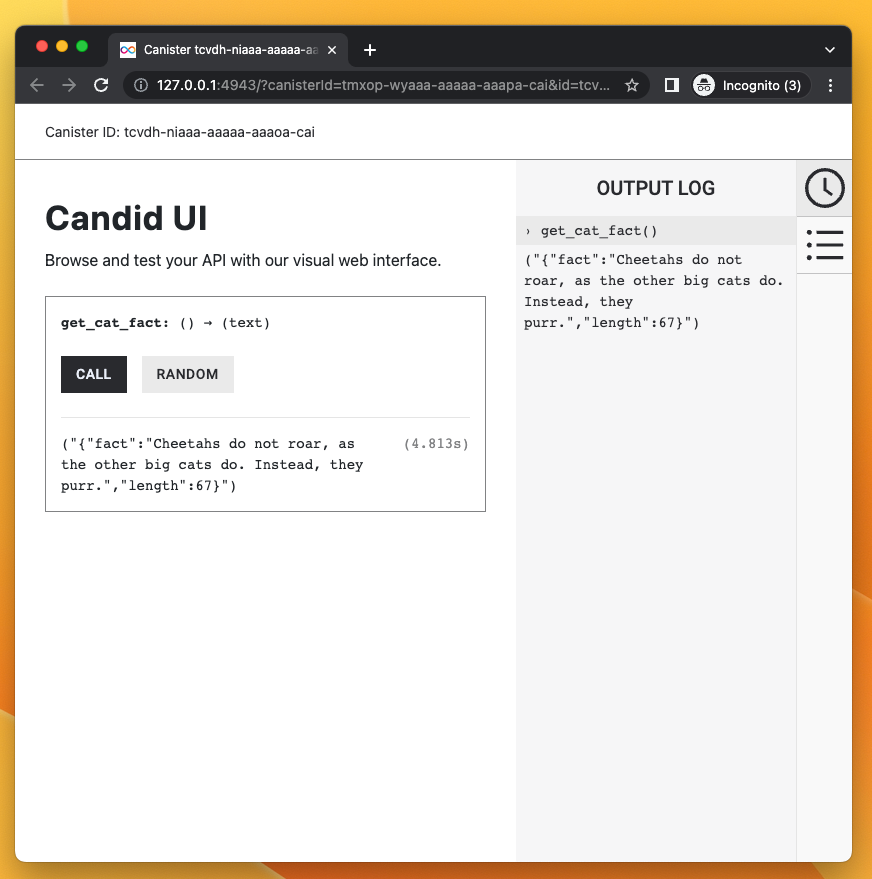 Canister tcvdh-niaaa-aaaaa-aa
127.0.0.1:4943/?canisterId=tmxop-wyaaa-aaaaa-aaapa-cai&id=tcv...
Incognito (3)
Canister ID: tcvdh-niaaa-aaaaa-aaaoa-cai
Candid UI
Browse and test your API with our visual web interface.
get_cat_fact: () → (text)
CALL
RANDOM
("{"fact":"Cheetahs do not roar, as
the other big cats do. Instead, they
purr.","length":67}")
(4.813s)
OUTPUT LOG
› get_cat_fact()
("{"fact":"Cheetahs do not
roar, as the other big cats do.
Instead, they
purr.","length":67}")